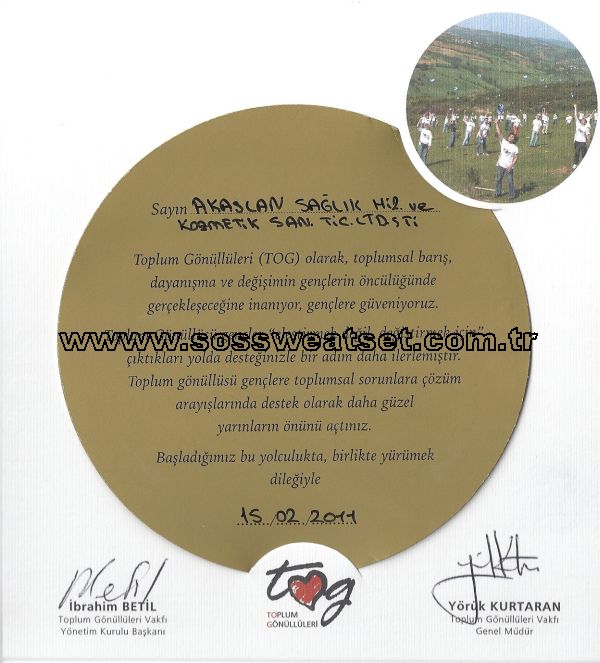 Sayın AKASLAN SAĞLIK Hiz. ve
KOZMETİK SAN. TİC. LTD. ŞTİ
Toplum Gönüllüleri (TOG) olarak, toplumsal barış,
dayanışma ve değişimin gençlerin öncülüğünde
gerçekleşeceğine inanıyor, gençlere güveniyoruz.
www.sossweatset.com.tr
çıktıkları yolda desteğinizle bir adım daha ilerlemiştir.
Toplum gönüllüsü gençlere toplumsal sorunlara çözüm
arayışlarında destek olarak daha güzel
yarınların önünü açtınız.
Başladığımız bu yolculukta, birlikte yürümek
dileğiyle
15 /02 /2011
tog
TOPLUM
GÖNÜLLÜLERİ
İbrahim BETİL
Toplum Gönüllüleri Vakfı
Yönetim Kurulu Başkanı
Yörük KURTARAN
Toplum Gönüllüleri Vakfı
Genel Müdür